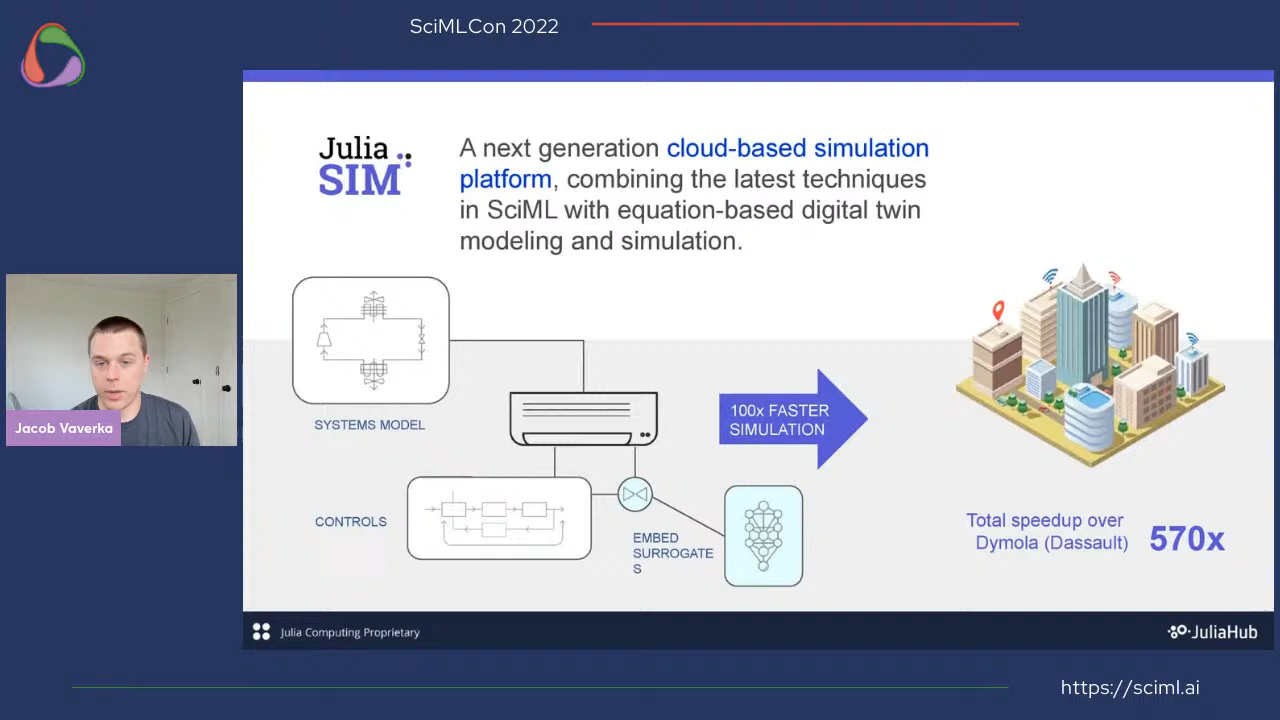 SciMLCon 2022
Julia
SIM
A next generation cloud-based simulation
platform, combining the latest techniques
in SciML with equation-based digital twin
modeling and simulation.
SYSTEMS MODEL
100x FASTER
SIMULATION
Jacob Vaverka
CONTROLS
EMBED
SURROGATE
S
Total speedup over
Dymola (Dassault)
570x
Julia Computing Proprietary
JuliaHub
https://sciml.ai